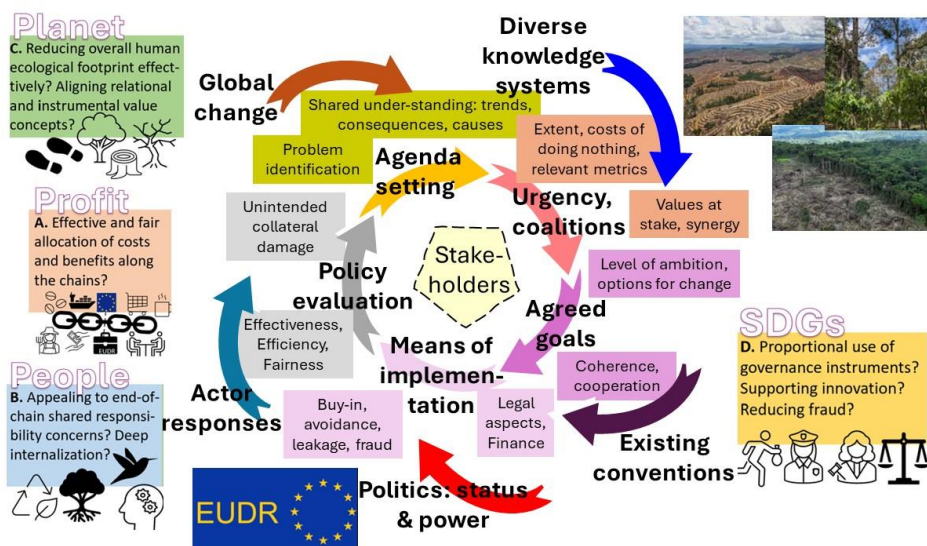 Planet
C. Reducing overall human
ecological footprint effect-
ively? Aligning relational
and instrumental value
concepts?
Profit
A. Effective and fair
allocation of costs
and benefits along
the chains?
EUDR
People
B. Appealing to end-of-
chain shared responsi-
bility concerns? Deep
internalization?
Global
change
Diverse
knowledge
systems
Shared under-standing: trends,
consequences, causes
Problem
identification
Agenda
setting
Extent, costs of
doing nothing,
relevant metrics
Urgency,
coalitions
Values at
stake, synergy
Unintended
collateral
damage
Policy
evaluation
Stake-
holders
Level of ambition,
options for change
Agreed
goals
Effectiveness,
Efficiency,
Fairness
Means of
implemen-
tation
Coherence,
cooperation
Actor
responses
Buy-in,
avoidance,
leakage, fraud
Legal
aspects,
Finance
Existing
conventions
Politics: status
& power
EUDR
SDGs
D. Proportional use of
governance instruments?
Supporting innovation?
Reducing fraud?